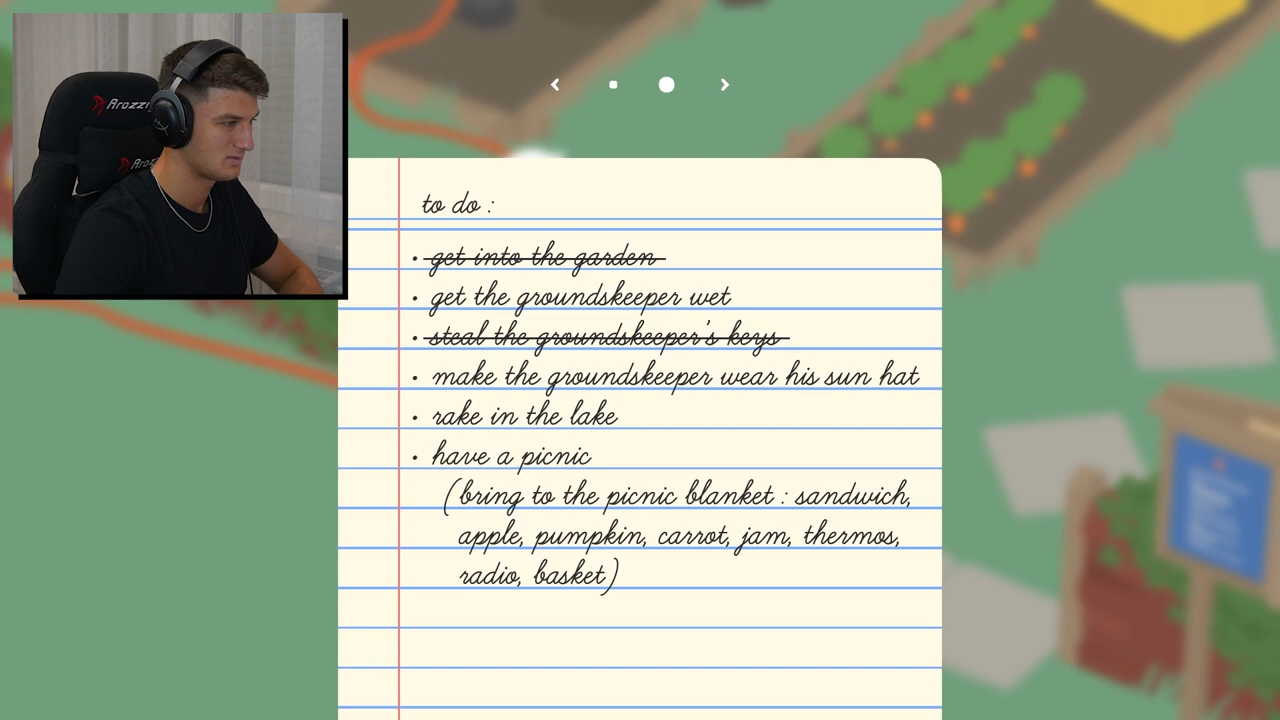 Arozzi
Arozzi
to do :
• get into the garden
• get the groundskeeper wet
• steal the groundskeeper's keys
• make the groundskeeper wear his sun hat
• rake in the lake
• have a picnic
(bring to the picnic blanket : sandwich,
apple, pumpkin, carrot, jam, thermos,
radio, basket)